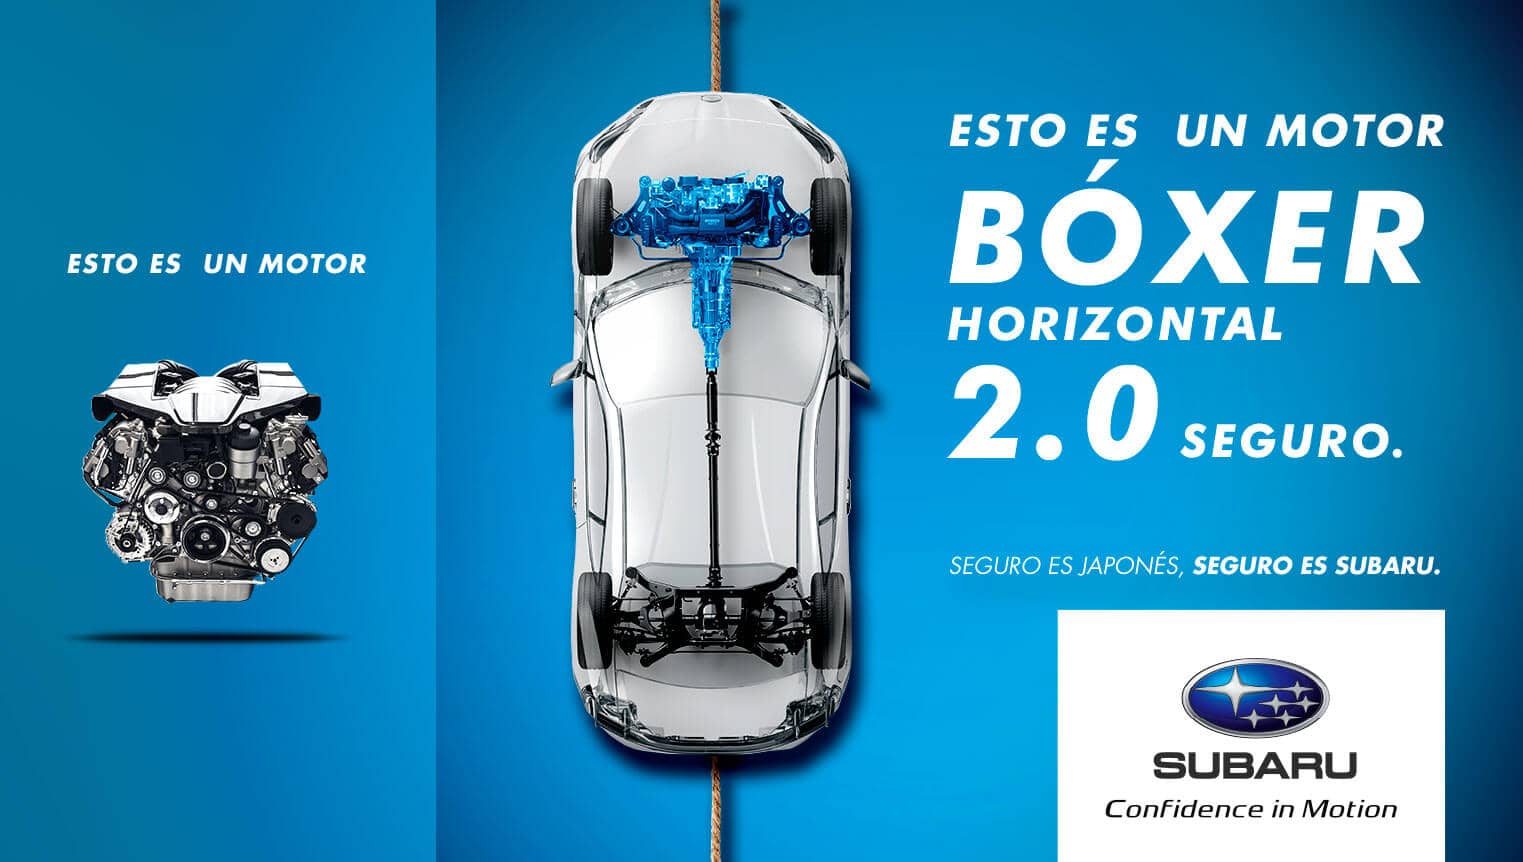 ESTO ES UN MOTOR
ESTO ES UN MOTOR
BÓXER
HORIZONTAL
2.0 SEGURO.
SEGURO ES JAPONÉS, SEGURO ES SUBARU.
SUBARU
Confidence in Motion